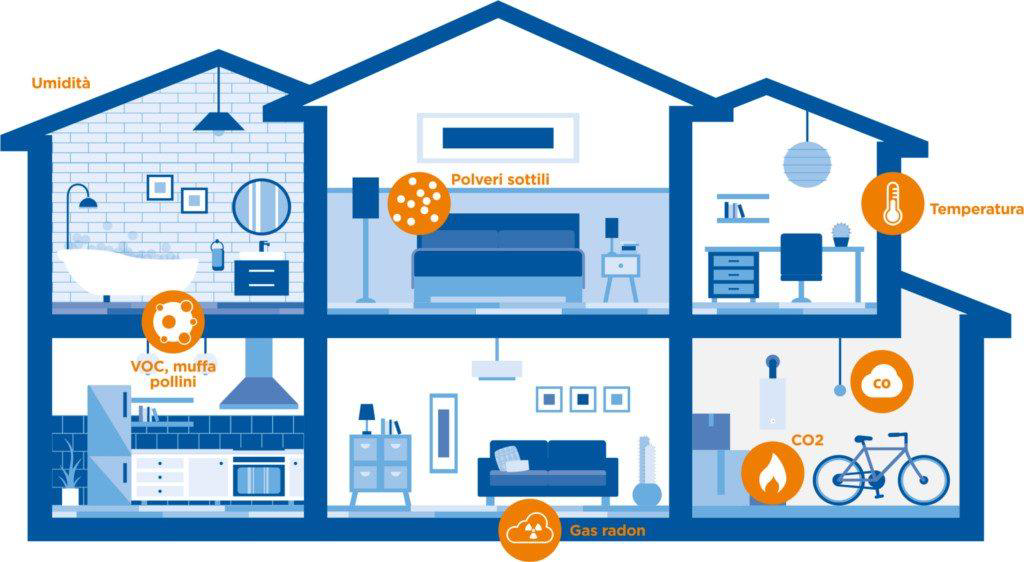 Umidità
Polveri sottili
Temperatura
VOC, muffa
pollini
CO
CO2
Gas radon